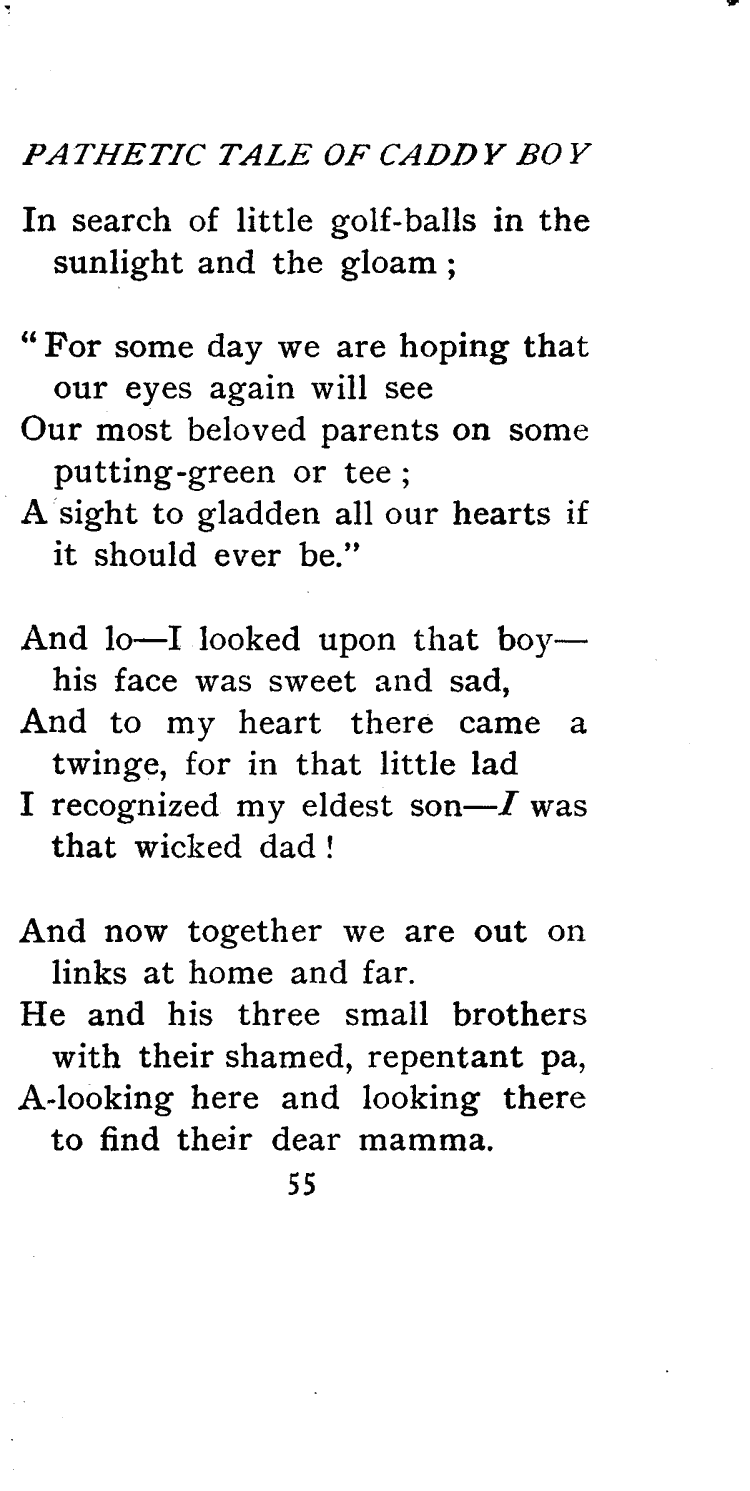 PATHETIC TALE OF CADDY BOY
In search of little golf-balls in the
sunlight and the gloam ;
“For some day we are hoping that
our eyes again will see
Our most beloved parents on some
putting-green or tee ;
A sight to gladden all our hearts if
it should ever be.”
And lo—I looked upon that boy—
his face was sweet and sad,
And to my heart there came a
twinge, for in that little lad
I recognized my eldest son—I was
that wicked dad !
And now together we are out on
links at home and far.
He and his three small brothers
with their shamed, repentant pa,
A-looking here and looking there
to find their dear mamma.
55